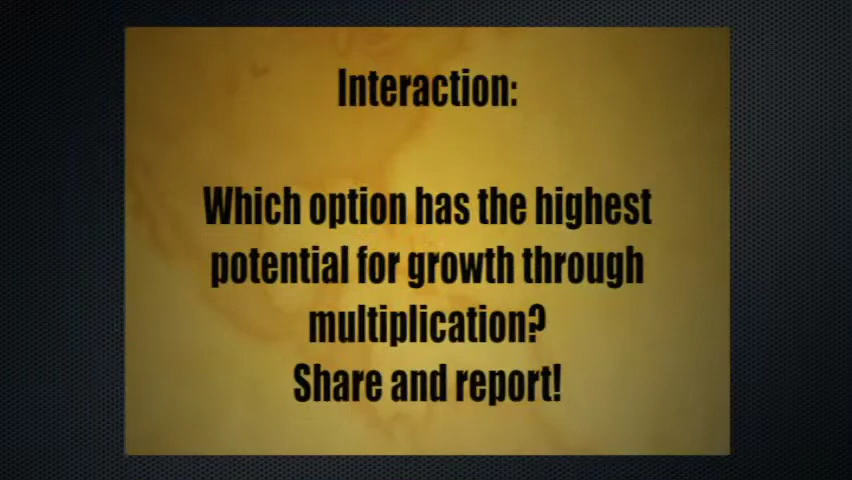 Interaction:
Which option has the highest
potential for growth through
multiplication?
Share and report!